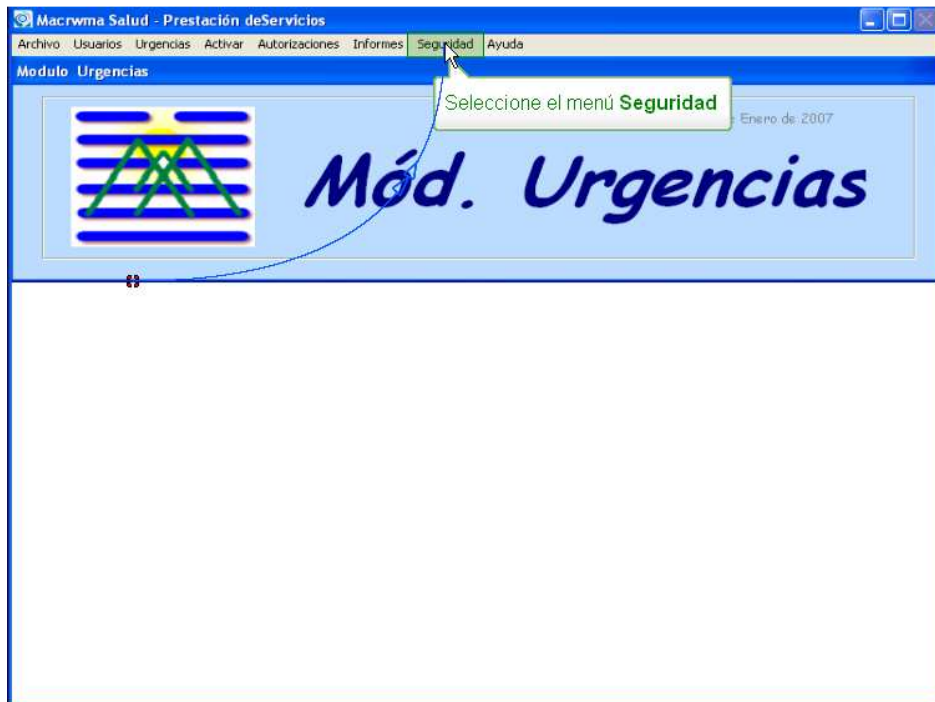 Macrwma Salud - Prestación deServicios
Archivo Usuarios Urgencias Activar Autorizaciones Informes Seguridad Ayuda
Modulo Urgencias
Seleccione el menú Seguridad
Enero de 2007
Mód. Urgencias